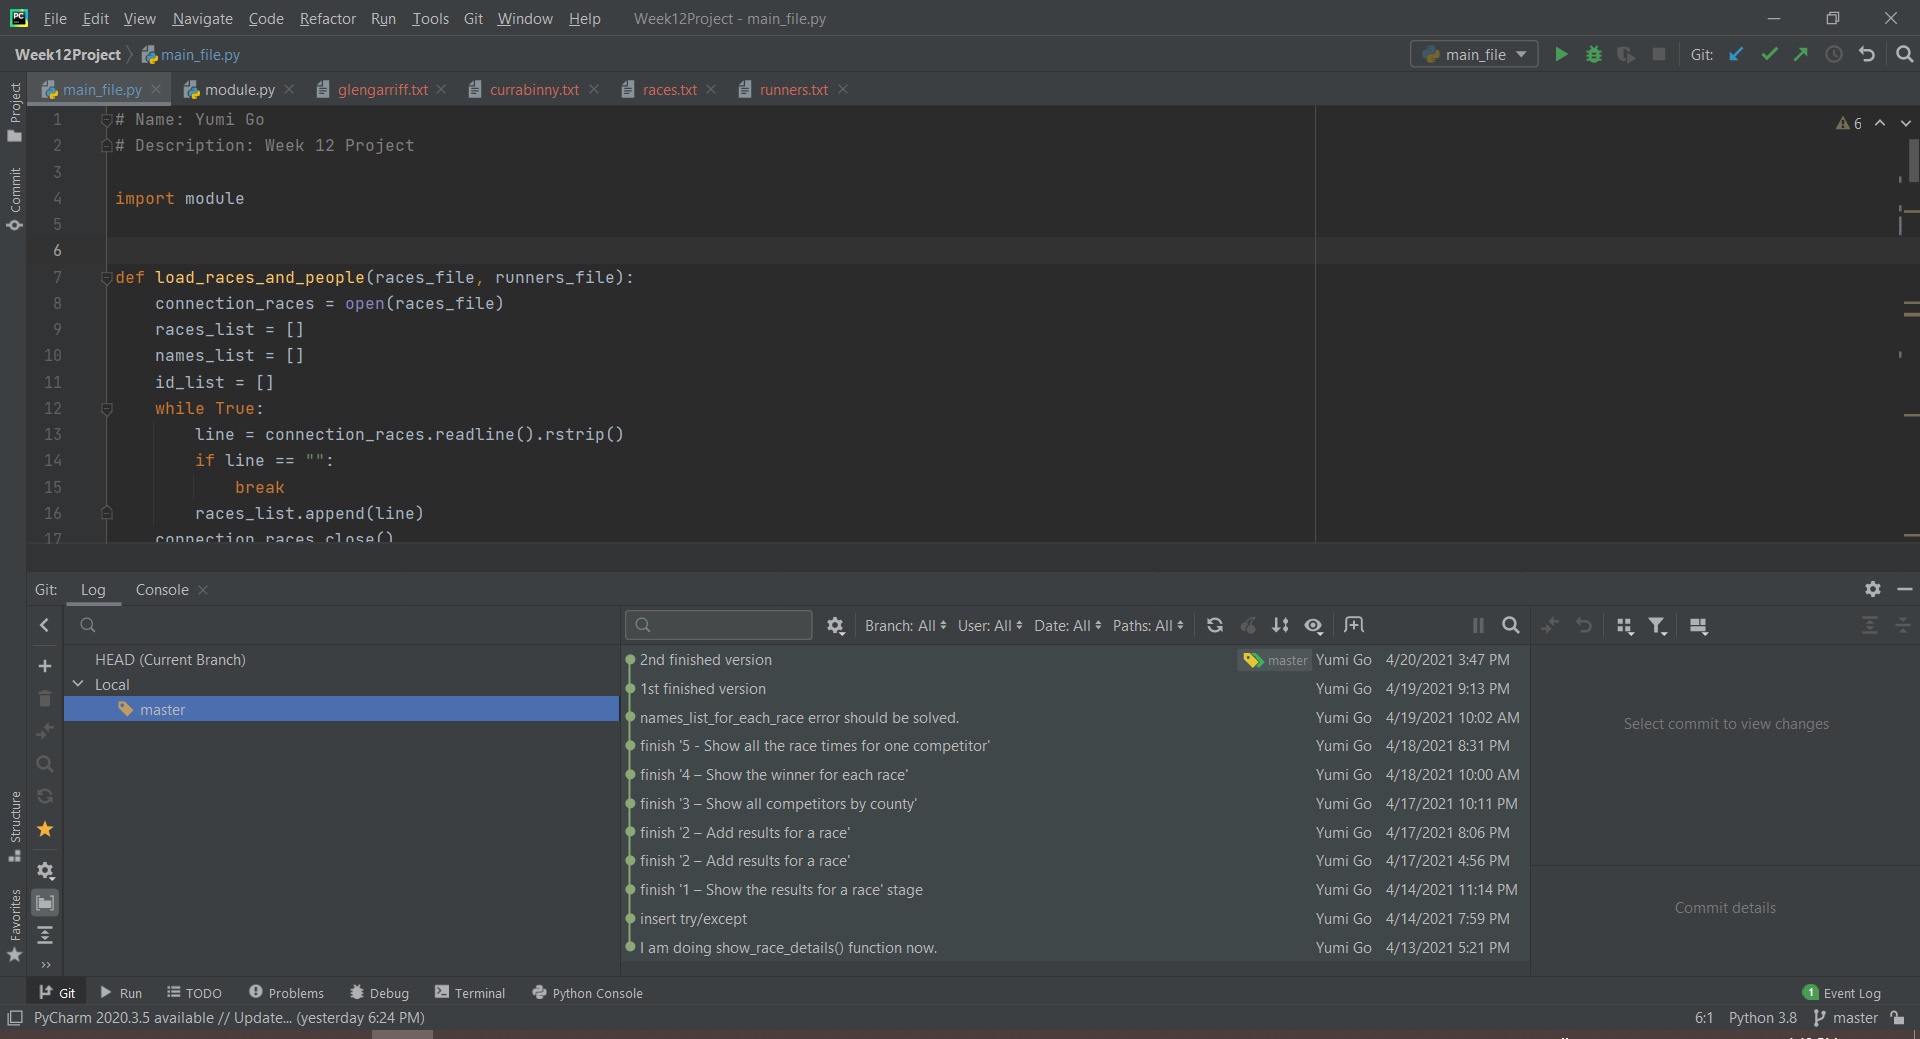 PC File Edit View Navigate Code Refactor Run Tools Git Window Help Week12Project - main_file.py
Week12Project main_file.py main_file Git:
main_file.py module.py glengarriff.txt currabinny.txt races.txt runners.txt
Project
Commit
Structure
Favorites
6
1 # Name: Yumi Go
2 # Description: Week 12 Project
3
4 import module
5
6
7 def load_races_and_people(races_file, runners_file):
8 connection_races = open(races_file)
9 races_list = []
10 names_list = []
11 id_list = []
12 while True:
13 line = connection_races.readline().rstrip()
14 if line == "":
15 break
16 races_list.append(line)
17 connection_races.close()
Git: Log Console
Branch: All User: All Date: All Paths: All
HEAD (Current Branch)
Local
master
2nd finished version master Yumi Go 4/20/2021 3:47 PM
1st finished version Yumi Go 4/19/2021 9:13 PM
names_list_for_each_race error should be solved. Yumi Go 4/19/2021 10:02 AM
finish '5 - Show all the race times for one competitor' Yumi Go 4/18/2021 8:31 PM
finish '4 – Show the winner for each race' Yumi Go 4/18/2021 10:00 AM
finish '3 – Show all competitors by county' Yumi Go 4/17/2021 10:11 PM
finish '2 – Add results for a race' Yumi Go 4/17/2021 8:06 PM
finish '2 – Add results for a race' Yumi Go 4/17/2021 4:56 PM
finish '1 – Show the results for a race' stage Yumi Go 4/14/2021 11:14 PM
insert try/except Yumi Go 4/14/2021 7:59 PM
I am doing show_race_details() function now. Yumi Go 4/13/2021 5:21 PM
Select commit to view changes
Commit details
Git Run TODO Problems Debug Terminal Python Console 1 Event Log
PyCharm 2020.3.5 available // Update... (yesterday 6:24 PM) 6:1 Python 3.8 master